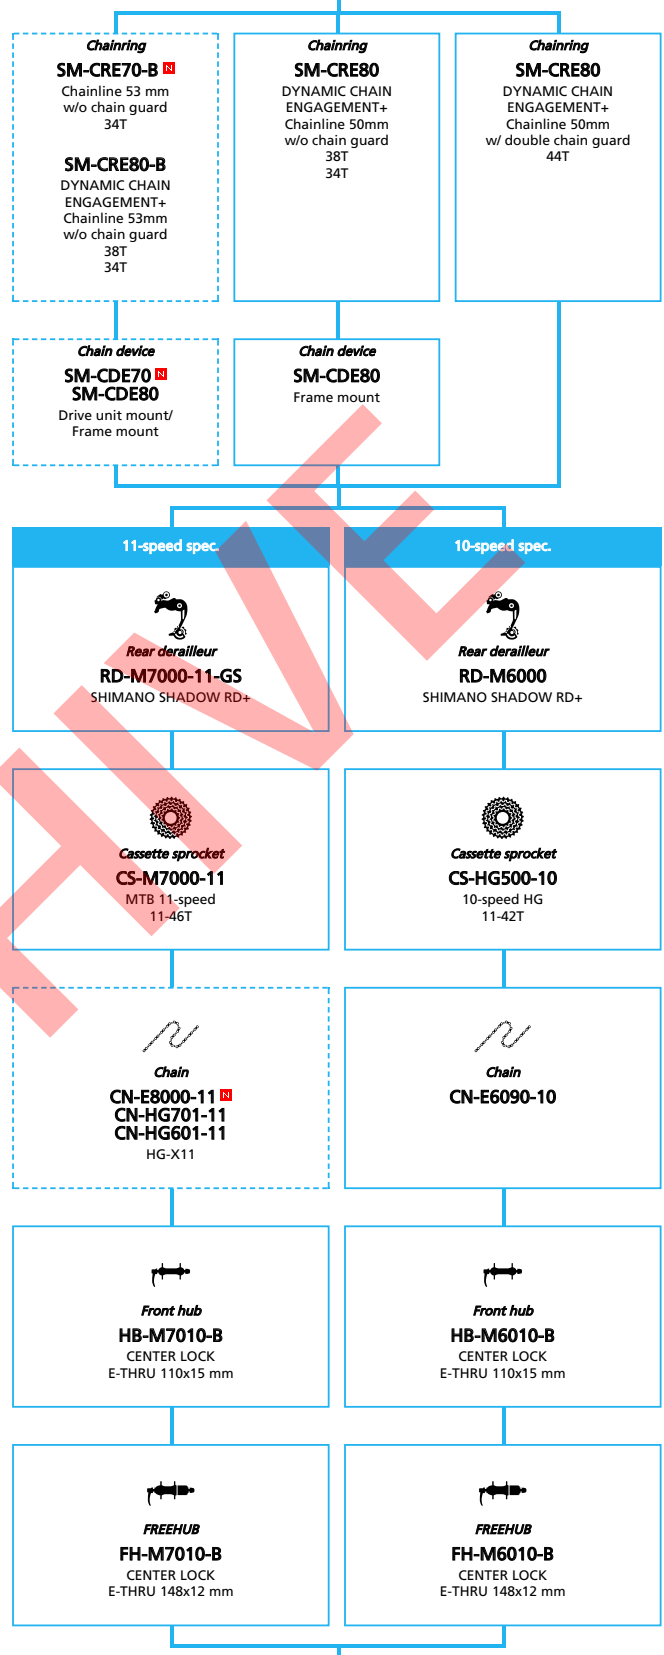 Chainring
SM-CRE70-B N
Chainline 53 mm
w/o chain guard
34T
SM-CRE80-B
DYNAMIC CHAIN
ENGAGEMENT+
Chainline 53mm
w/o chain guard
38T
34T
Chainring
SM-CRE80
DYNAMIC CHAIN
ENGAGEMENT+
Chainline 50mm
w/o chain guard
38T
34T
Chainring
SM-CRE80
DYNAMIC CHAIN
ENGAGEMENT+
Chainline 50mm
w/ double chain guard
44T
Chain device
SM-CDE70 N
SM-CDE80
Drive unit mount/
Frame mount
Chain device
SM-CDE80
Frame mount
11-speed spec.
Rear derailleur
RD-M7000-11-GS
SHIMANO SHADOW RD+
Cassette sprocket
CS-M7000-11
MTB 11-speed
11-46T
Chain
CN-E8000-11 N
CN-HG701-11
CN-HG601-11
HG-X11
Front hub
HB-M7010-B
CENTER LOCK
E-THRU 110x15 mm
FREEHUB
FH-M7010-B
CENTER LOCK
E-THRU 148x12 mm
10-speed spec.
Rear derailleur
RD-M6000
SHIMANO SHADOW RD+
Cassette sprocket
CS-HG500-10
10-speed HG
11-42T
Chain
CN-E6090-10
Front hub
HB-M6010-B
CENTER LOCK
E-THRU 110x15 mm
FREEHUB
FH-M6010-B
CENTER LOCK
E-THRU 148x12 mm
HIVE